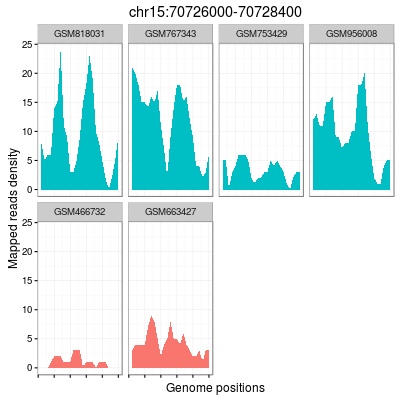 chr15:70726000-70728400
GSM818031 GSM767343 GSM753429 GSM956008
25
20
15
10
5
0
GSM466732 GSM663427
25
20
15
10
5
0
Mapped reads density
Genome positions